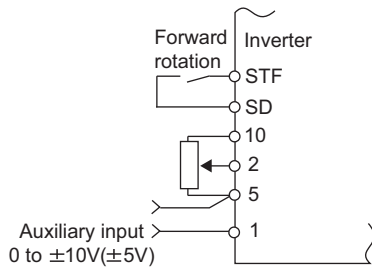 Forward
rotation
Inverter
STF
SD
10
2
5
1
Auxiliary input
0 to ±10V(±5V)